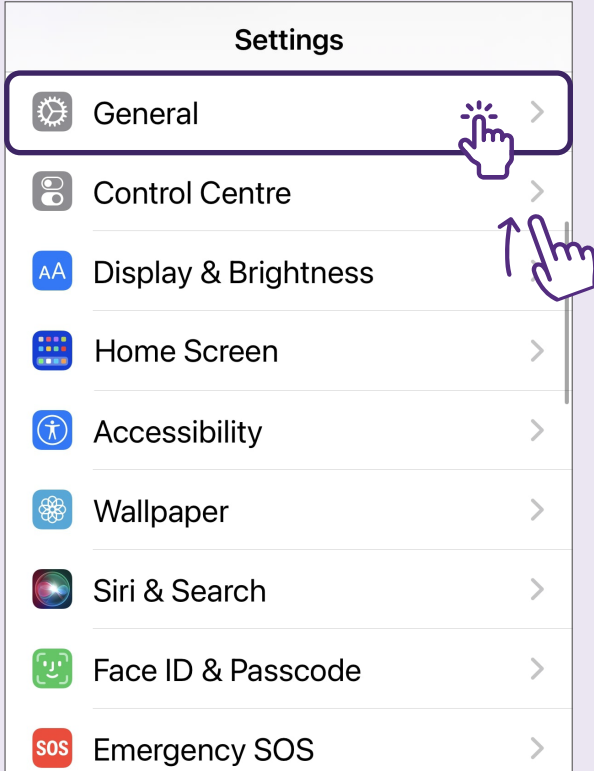 Settings
General
Control Centre
AA Display & Brightness
Home Screen
Accessibility
Wallpaper
Siri & Search
Face ID & Passcode
SOS Emergency SOS